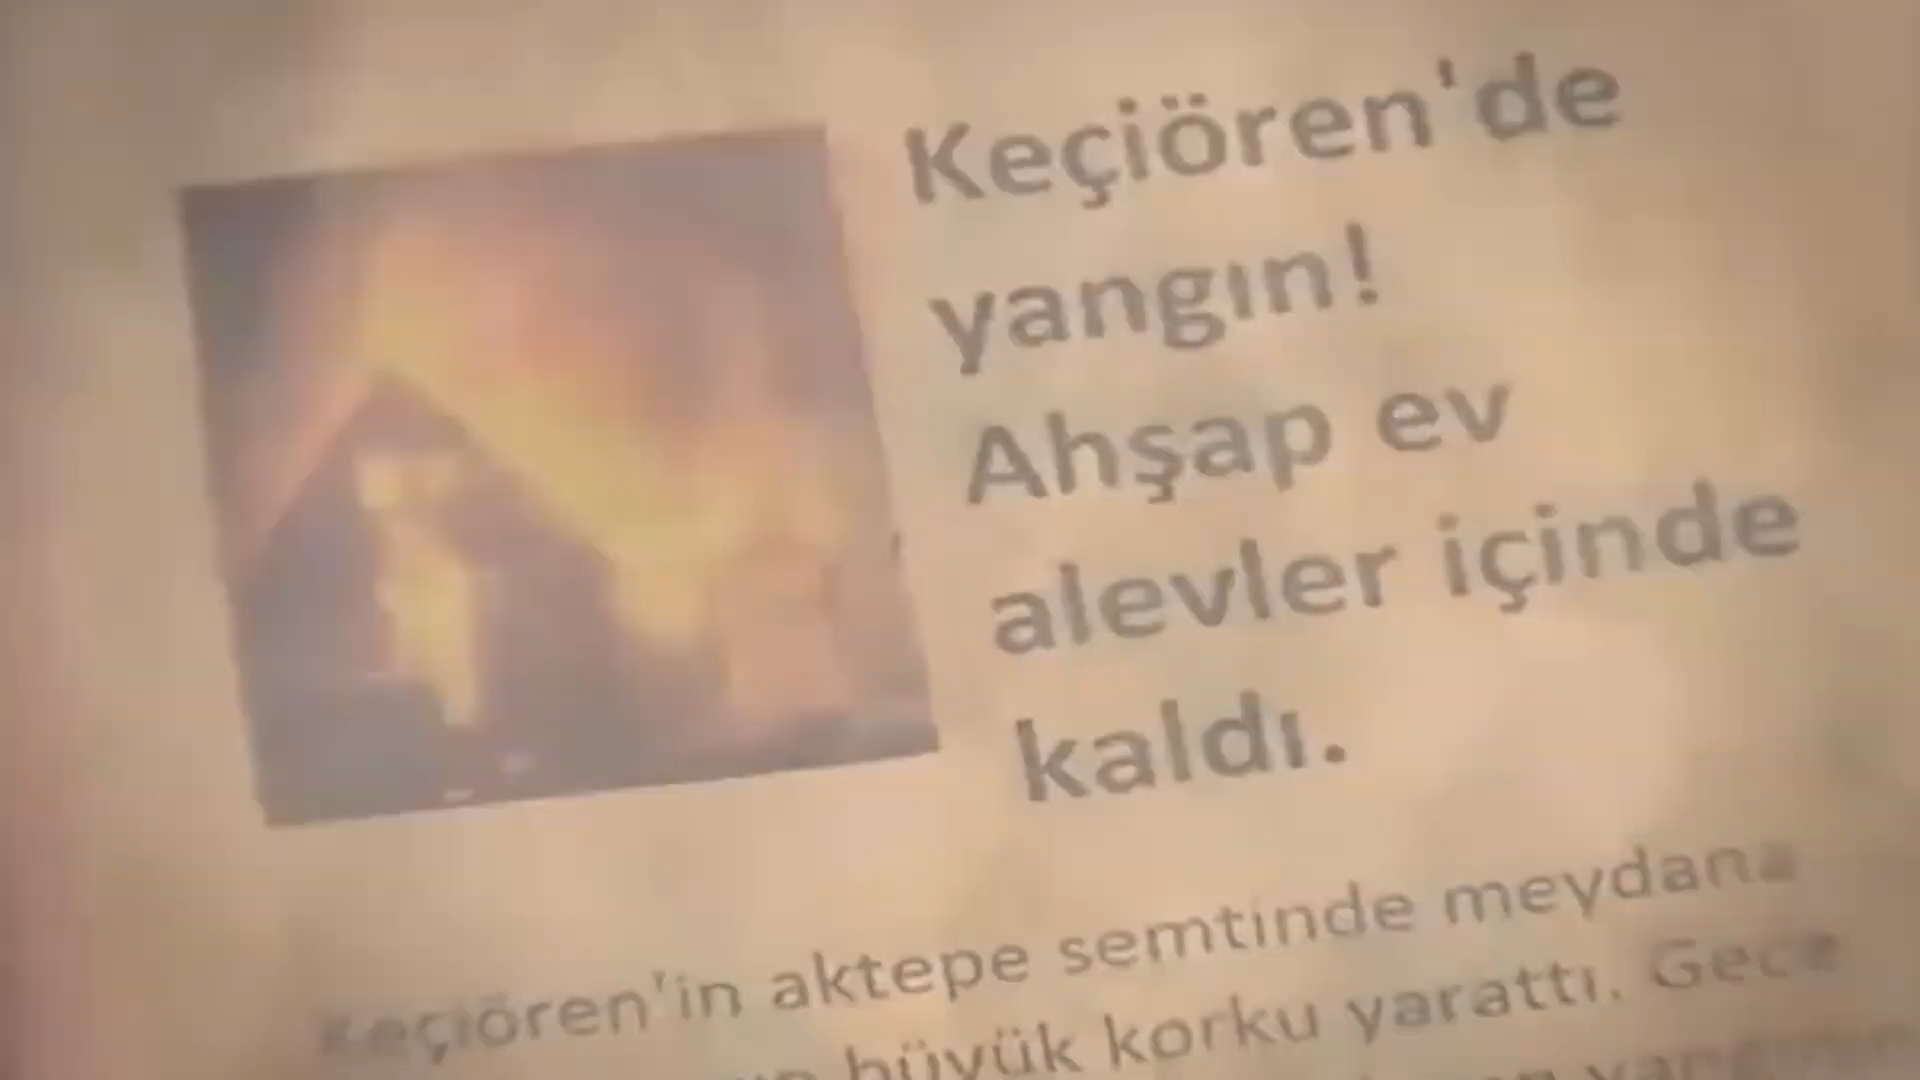 Keçiören'de
yangın!
Ahşap ev
alevler içinde
kaldı.
Keçiören'in aktepe semtinde meydana
büyük korku yarattı. Gece